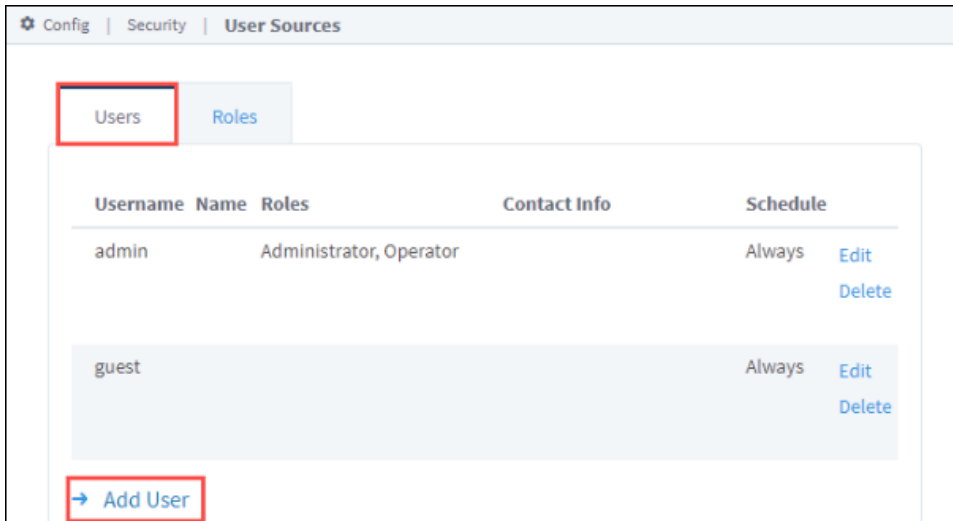 Config | Security | User Sources
Users Roles
Username Name Roles Contact Info Schedule
admin Administrator, Operator Always Edit
Delete
guest Always Edit
Delete
→ Add User